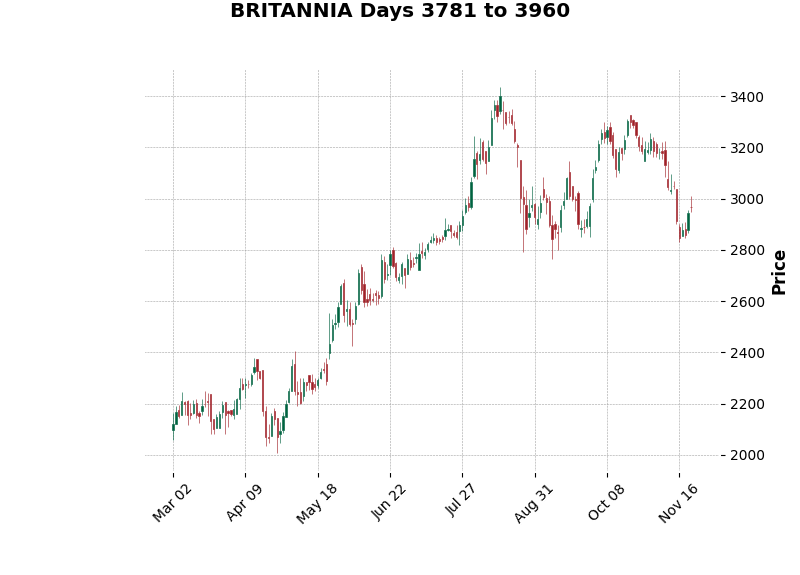 BRITANNIA Days 3781 to 3960
3400
3200
3000
2800
2600
2400
2200
2000
Price
Mar 02
Apr 09
May 18
Jun 22
Jul 27
Aug 31
Oct 08
Nov 16